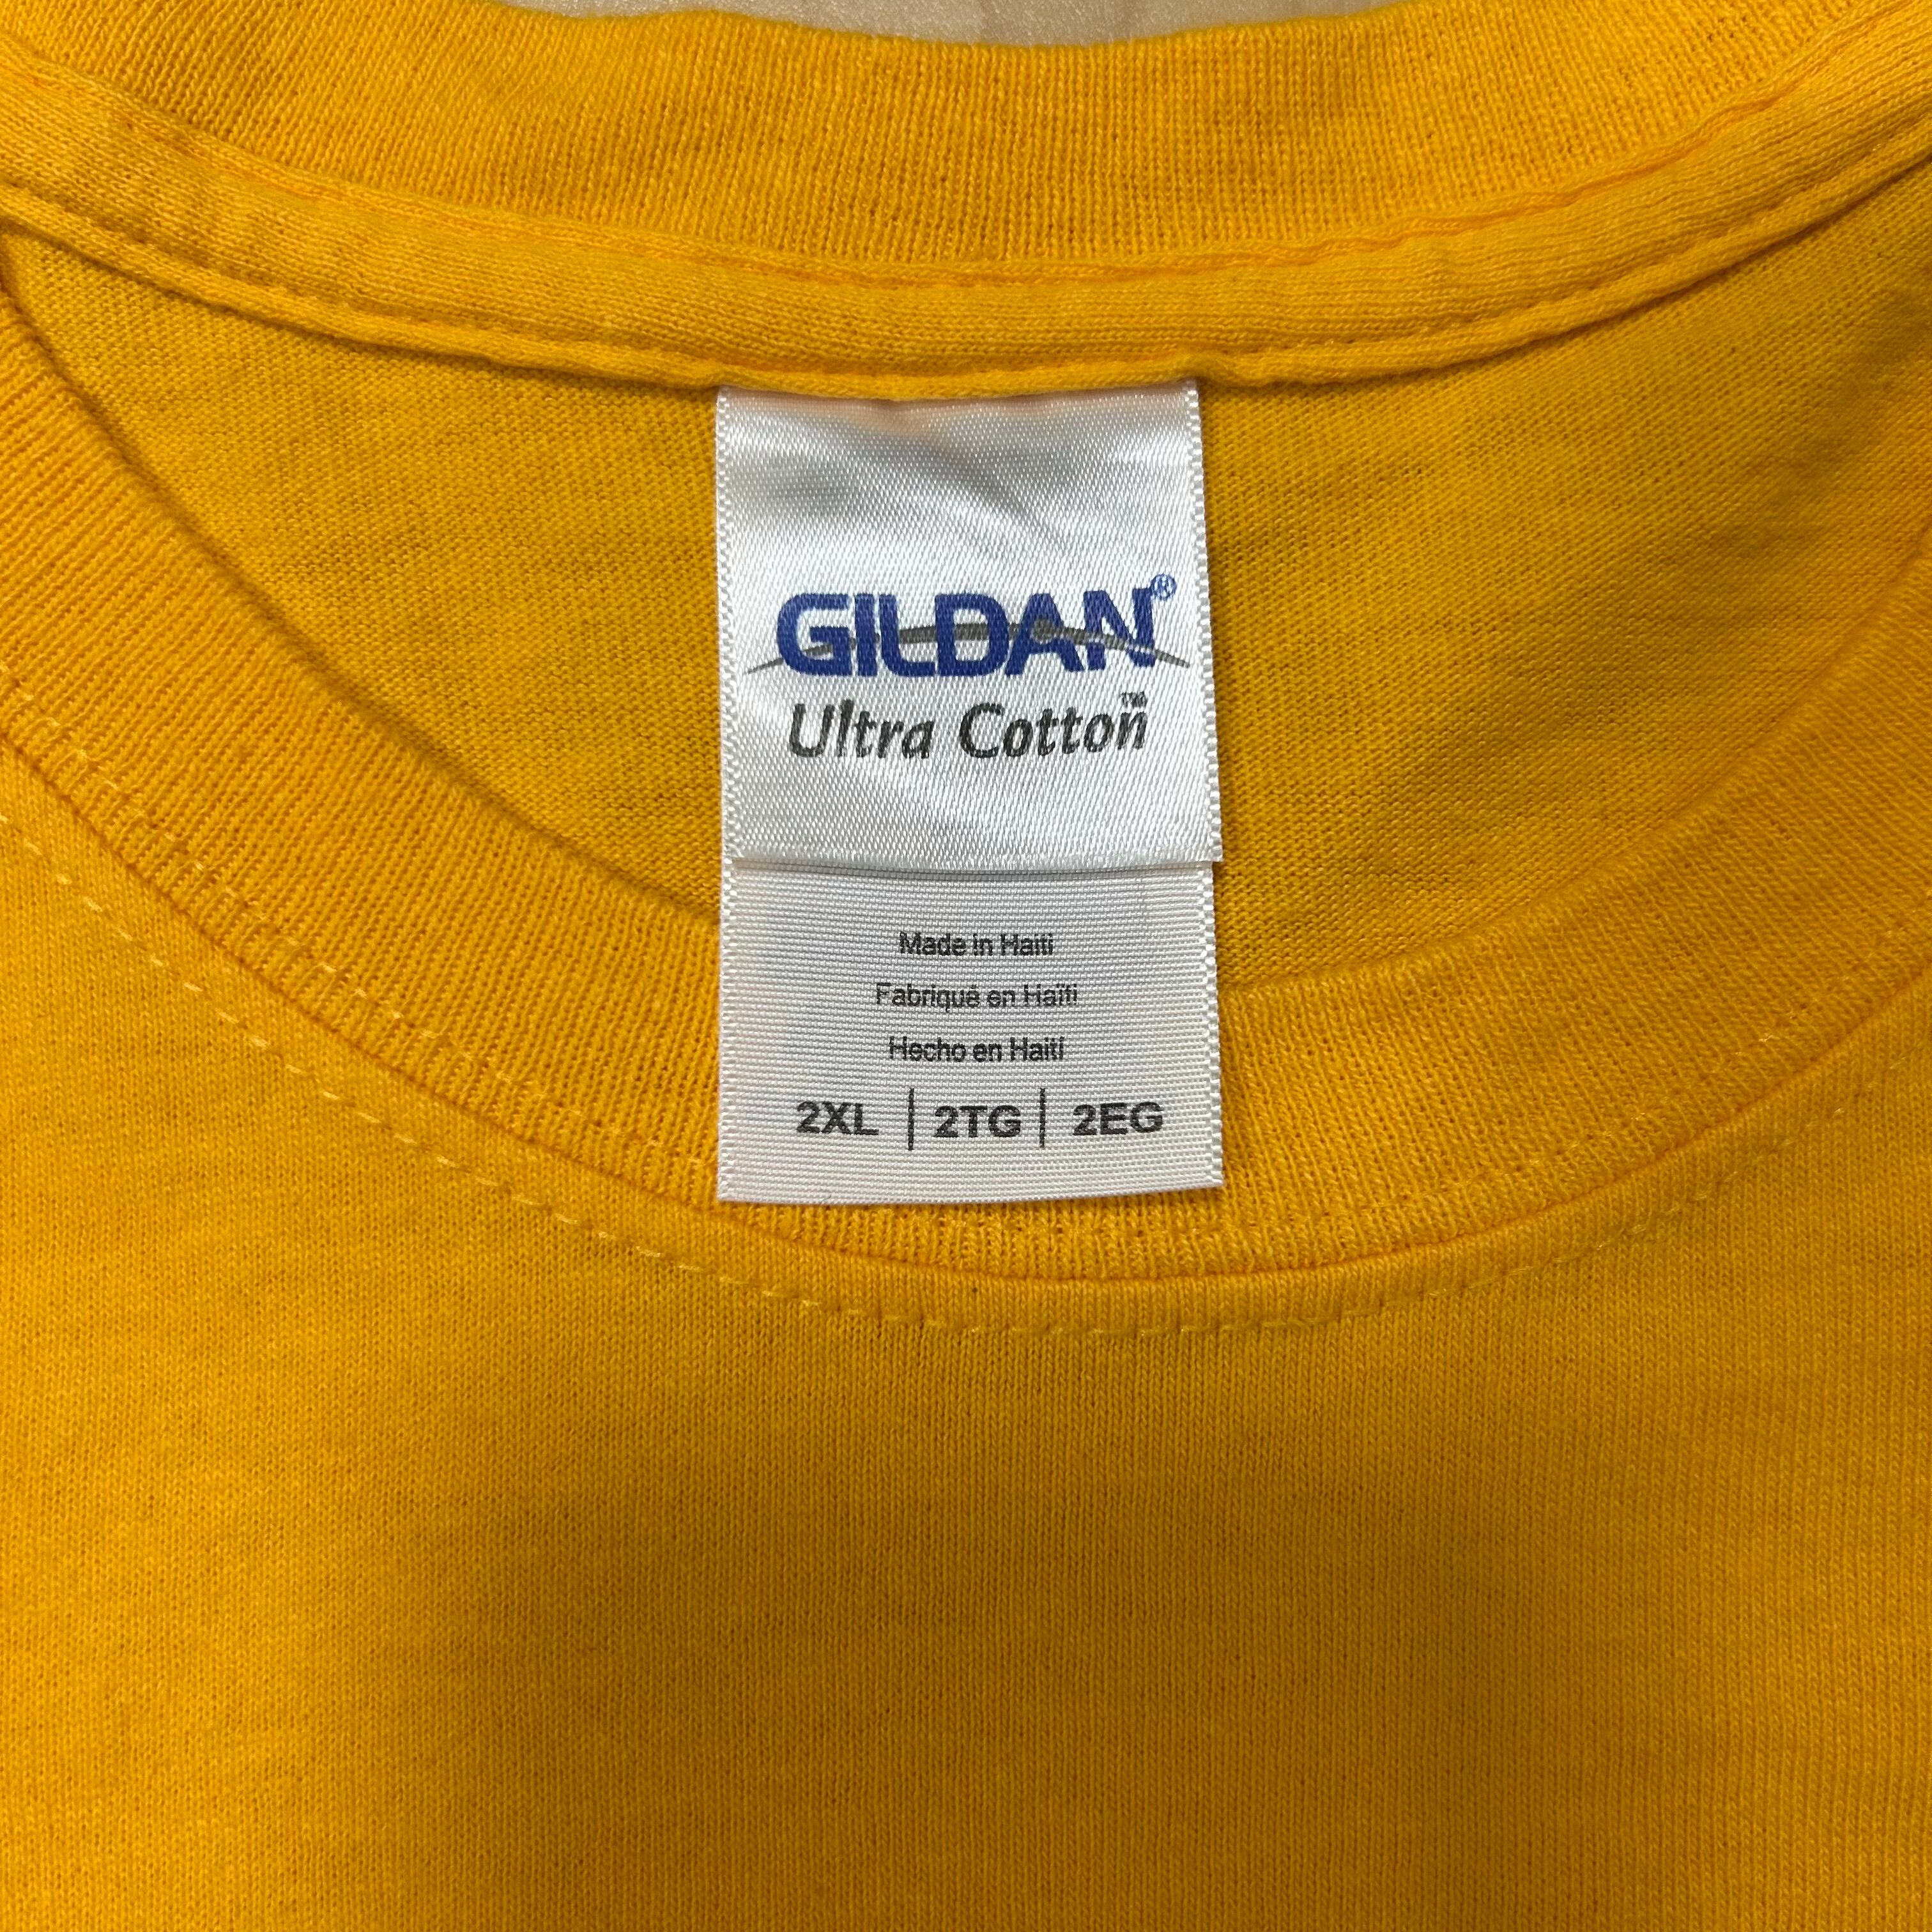 GILDAN®
Ultra Cotton™
Made in Haiti
Fabriqué en Haïti
Hecho en Haití
2XL | 2TG | 2EG